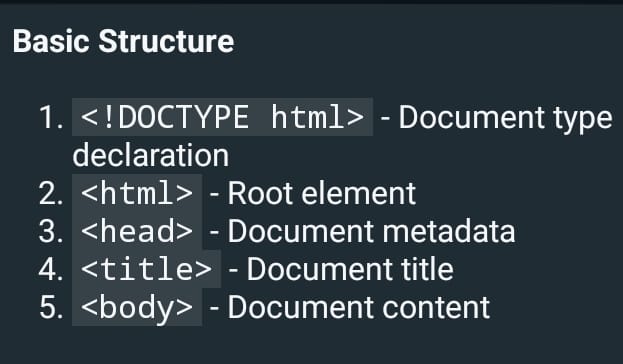 Basic Structure
1. <!DOCTYPE html> - Document type
declaration
2. <html> - Root element
3. <head> - Document metadata
4. <title> - Document title
5. <body> - Document content